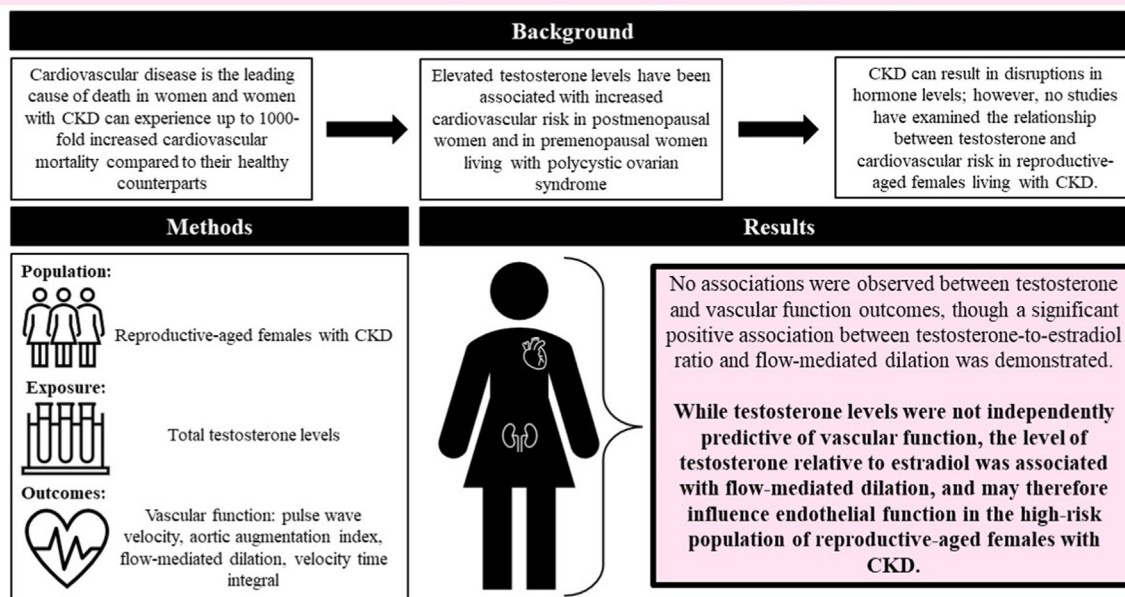 Background
Cardiovascular disease is the leading
cause of death in women and women
with CKD can experience up to 1000-
fold increased cardiovascular
mortality compared to their healthy
counterparts
Elevated testosterone levels have been
associated with increased
cardiovascular risk in postmenopausal
women and in premenopausal women
living with polycystic ovarian
syndrome
CKD can result in disruptions in
hormone levels; however, no studies
have examined the relationship
between testosterone and
cardiovascular risk in reproductive-
aged females living with CKD.
Methods
Population:
Reproductive-aged females with CKD
Exposure:
Total testosterone levels
Outcomes:
Vascular function: pulse wave
velocity, aortic augmentation index,
flow-mediated dilation, velocity time
integral
Results
No associations were observed between testosterone
and vascular function outcomes, though a significant
positive association between testosterone-to-estradiol
ratio and flow-mediated dilation was demonstrated.
While testosterone levels were not independently
predictive of vascular function, the level of
testosterone relative to estradiol was associated
with flow-mediated dilation, and may therefore
influence endothelial function in the high-risk
population of reproductive-aged females with
CKD.